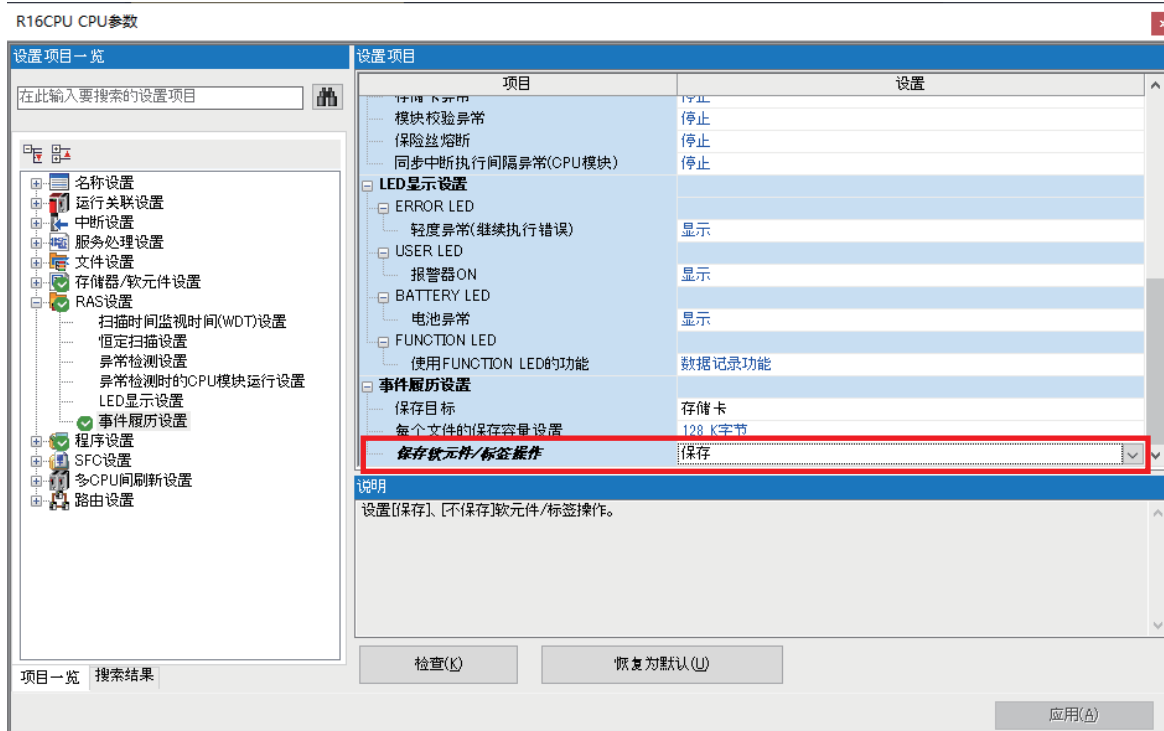 R16CPU CPU参数
设置项目一览
在此输入要搜索的设置项目
名称设置
运行关联设置
中断设置
服务处理设置
文件设置
存储器/软元件设置
RAS设置
扫描时间监视时间(WDT)设置
恒定扫描设置
异常检测设置
异常检测时的CPU模块运行设置
LED显示设置
事件履历设置
程序设置
SFC设置
多CPU间刷新设置
路由设置
项目一览 搜索结果
设置项目
项目 设置
存储卡异常 停止
模块校验异常 停止
保险丝熔断 停止
同步中断执行间隔异常(CPU模块) 停止
LED显示设置
ERROR LED
轻度异常(继续执行错误) 显示
USER LED
报警器ON 显示
BATTERY LED
电池异常 显示
FUNCTION LED
使用FUNCTION LED的功能 数据记录功能
事件履历设置
保存目标 存储卡
每个文件的保存容量设置 128 K字节
保存软元件/标签操作 保存
说明
设置[保存]、[不保存]软元件/标签操作。
检查(K) 恢复为默认(U)
应用(A)